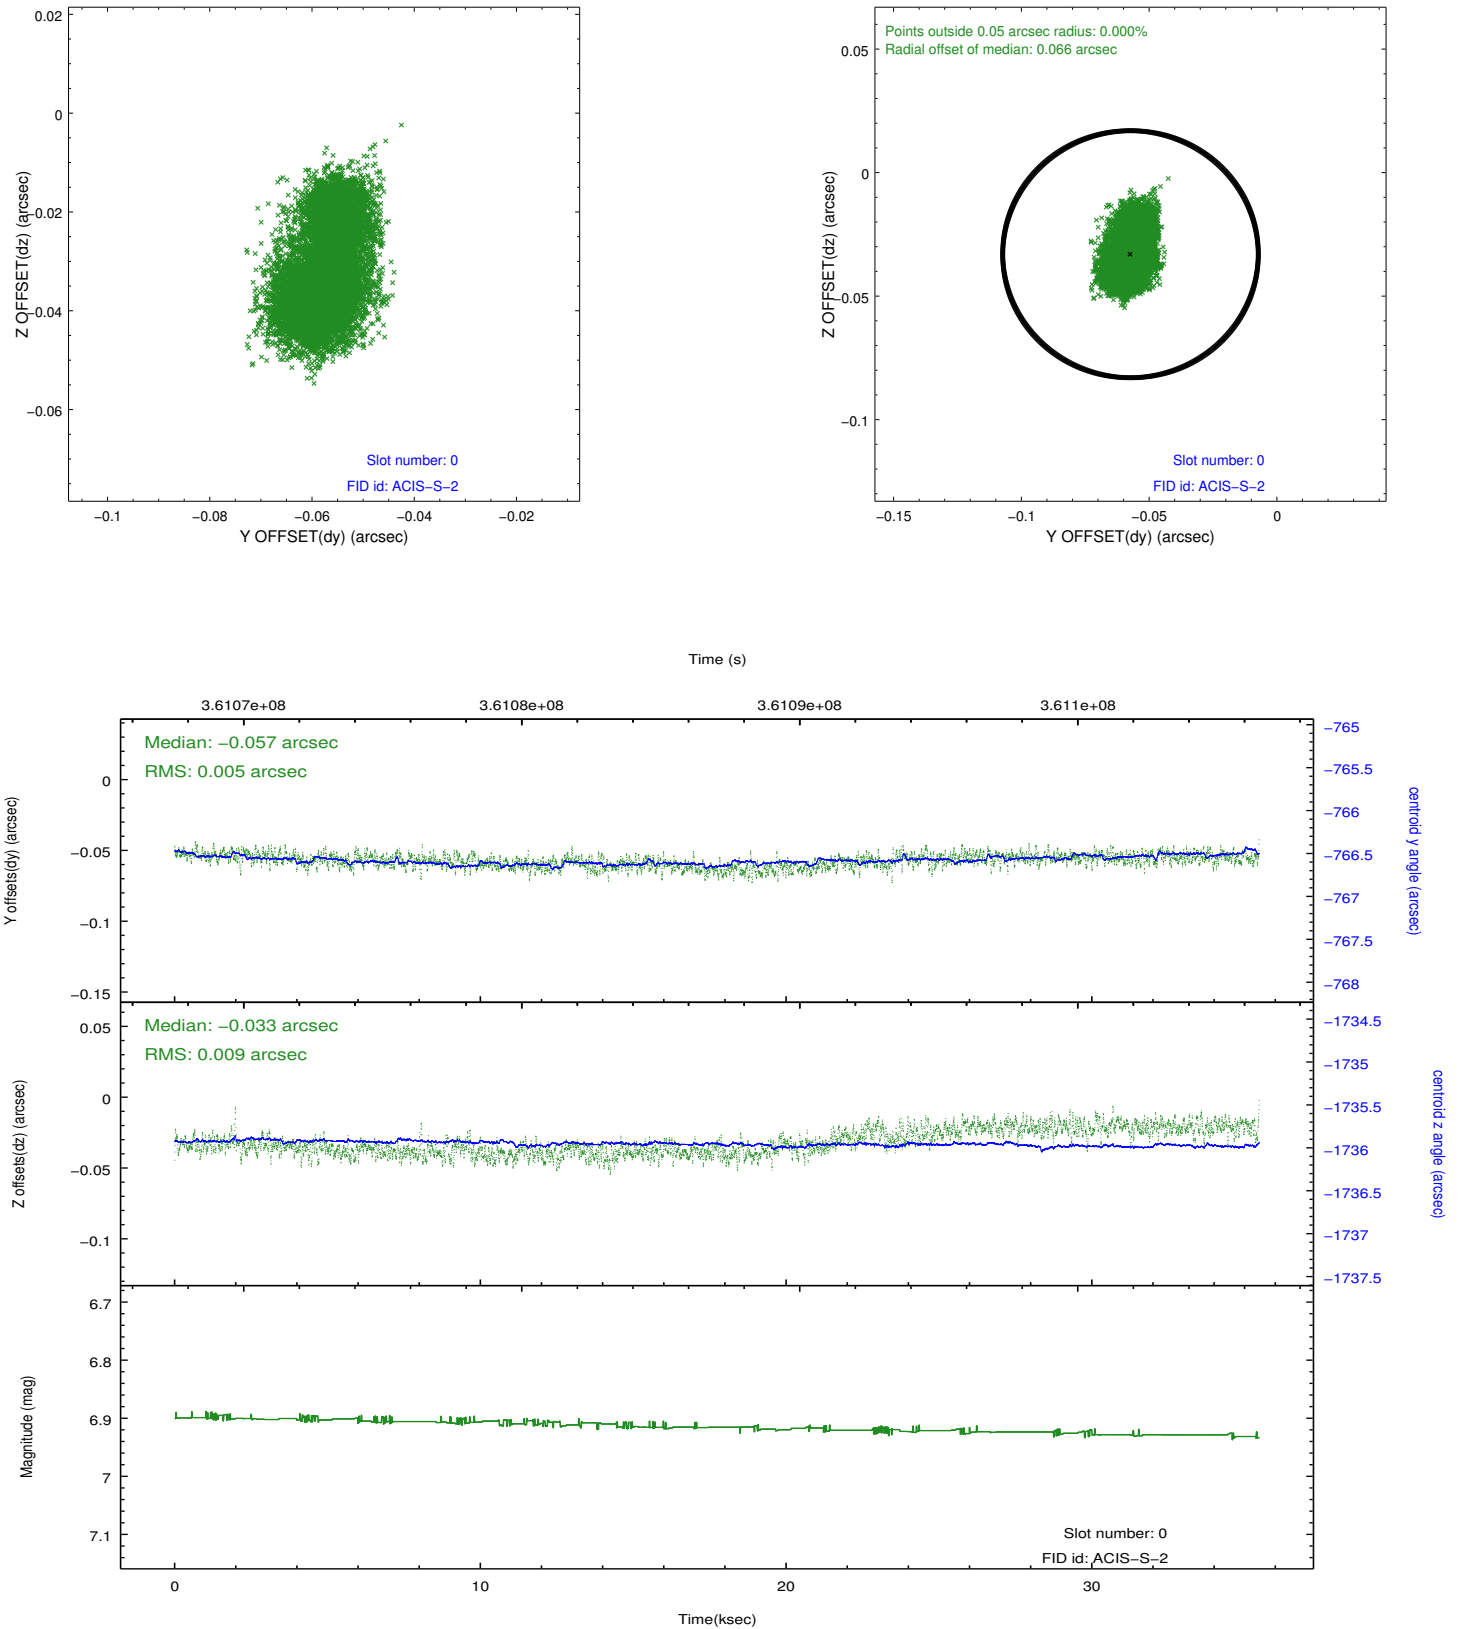 0.02
0
−0.02
−0.04
−0.06
Z OFFSET(dz) (arcsec)
Slot number: 0
FID id: ACIS−S−2
−0.1 −0.08 −0.06 −0.04 −0.02
Y OFFSET(dy) (arcsec)
Points outside 0.05 arcsec radius: 0.000%
Radial offset of median: 0.066 arcsec
0.05
0
−0.05
−0.1
Z OFFSET(dz) (arcsec)
Slot number: 0
FID id: ACIS−S−2
−0.15 −0.1 −0.05 0
Y OFFSET(dy) (arcsec)
Time (s)
3.6107e+08 3.6108e+08 3.6109e+08 3.611e+08
Median: −0.057 arcsec
RMS: 0.005 arcsec
0
−0.05
−0.1
−0.15
Y offsets(dy) (arcsec)
−765
−765.5
−766
−766.5
−767
−767.5
−768
centroid y angle (arcsec)
Median: −0.033 arcsec
RMS: 0.009 arcsec
0.05
0
−0.05
−0.1
Z offsets(dz) (arcsec)
−1734.5
−1735
−1735.5
−1736
−1736.5
−1737
−1737.5
centroid z angle (arcsec)
6.7
6.8
6.9
7
7.1
Magnitude (mag)
Slot number: 0
FID id: ACIS−S−2
0 10 20 30
Time(ksec)